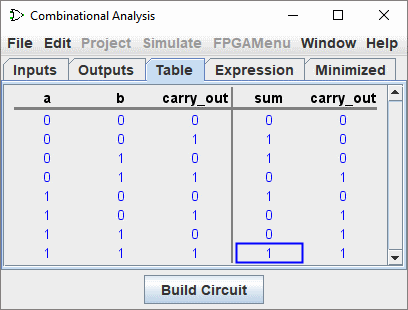 Combinational Analysis
File Edit Project Simulate FPGAMenu Window Help
Inputs Outputs Table Expression Minimized
a b carry_out sum carry_out
0 0 0 0 0
0 0 1 1 0
0 1 0 1 0
0 1 1 0 1
1 0 0 1 0
1 0 1 0 1
1 1 0 0 1
1 1 1 1 1
Build Circuit